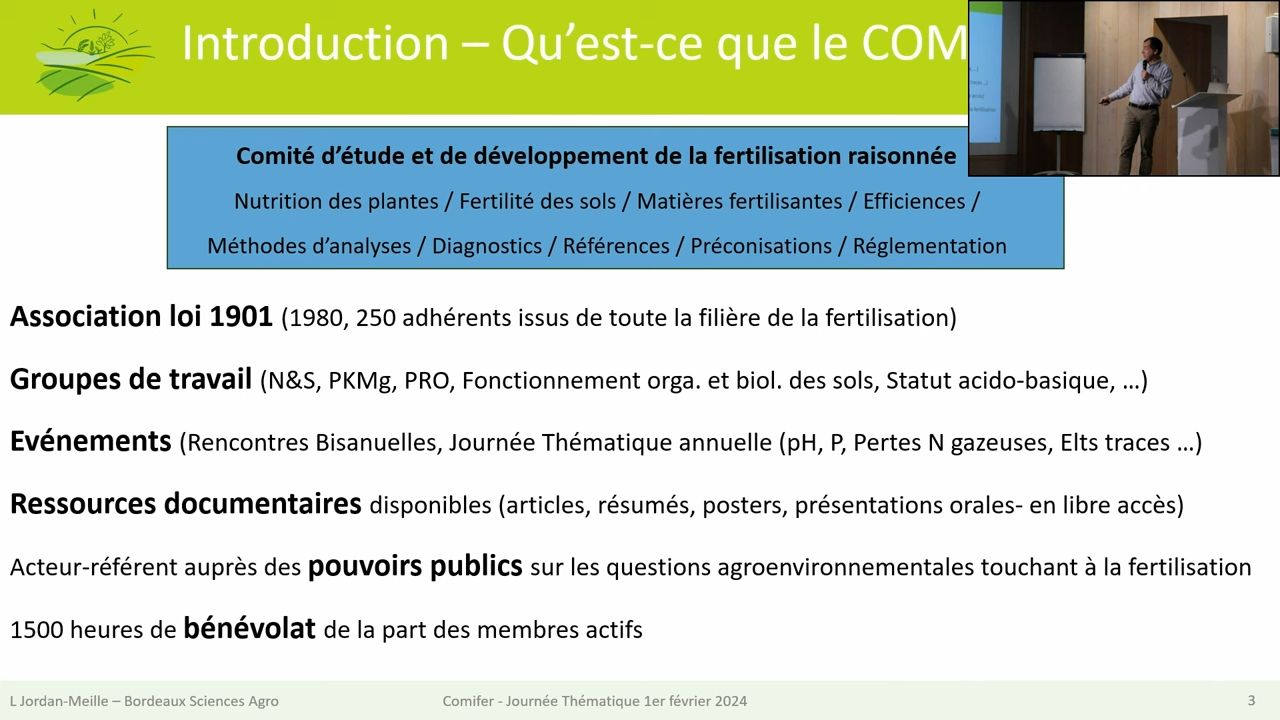 Introduction – Qu’est-ce que le COM
Comité d’étude et de développement de la fertilisation raisonnée
Nutrition des plantes / Fertilité des sols / Matières fertilisantes / Efficiences /
Méthodes d’analyses / Diagnostics / Références / Préconisations / Réglementation
Association loi 1901 (1980, 250 adhérents issus de toute la filière de la fertilisation)
Groupes de travail (N&S, PKMg, PRO, Fonctionnement orga. et biol. des sols, Statut acido-basique, …)
Evénements (Rencontres Bisanuelles, Journée Thématique annuelle (pH, P, Pertes N gazeuses, Elts traces …)
Ressources documentaires disponibles (articles, résumés, posters, présentations orales- en libre accès)
Acteur-référent auprès des pouvoirs publics sur les questions agroenvironnementales touchant à la fertilisation
1500 heures de bénévolat de la part des membres actifs
L Jordan-Meille – Bordeaux Sciences Agro
Comifer - Journée Thématique 1er février 2024
3